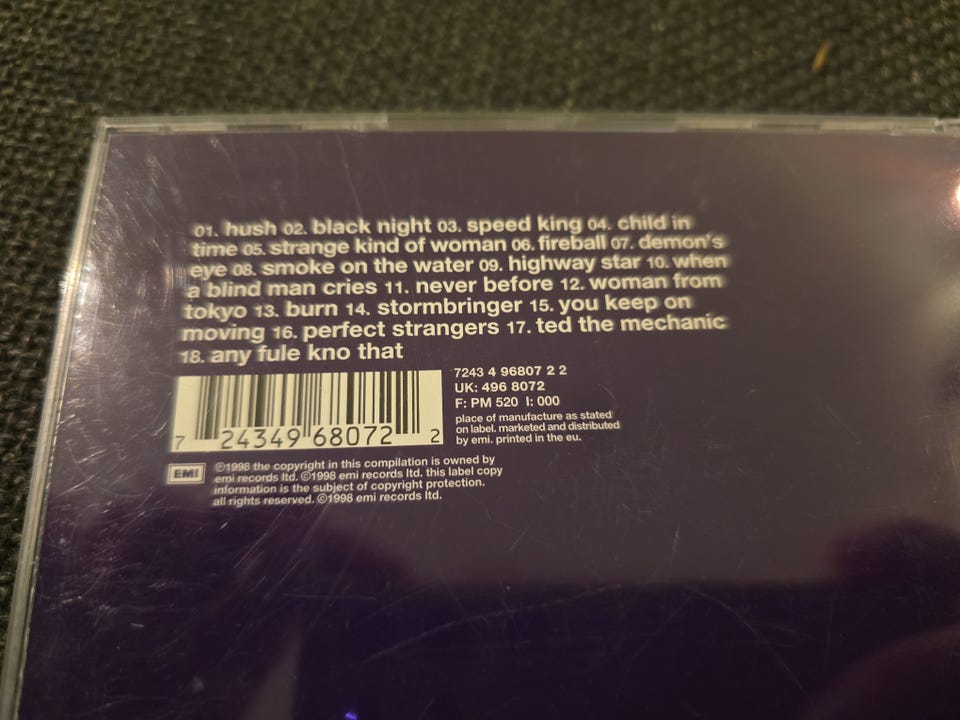 01. hush 02. black night 03. speed king 04. child in
time 05. strange kind of woman 06. fireball 07. demon's
eye 08. smoke on the water 09. highway star 10. when
a blind man cries 11. never before 12. woman from
tokyo 13. burn 14. stormbringer 15. you keep on
moving 16. perfect strangers 17. ted the mechanic
18. any fule kno that
7243 4 96807 2 2
UK: 496 8072
F: PM 520 I: 000
place of manufacture as stated
on label. marketed and distributed
by emi. printed in the eu.
7 24349 68072 2
EMI
℗1998 the copyright in this compilation is owned by
emi records ltd. ©1998 emi records ltd. this label copy
information is the subject of copyright protection.
all rights reserved. ©1998 emi records ltd.